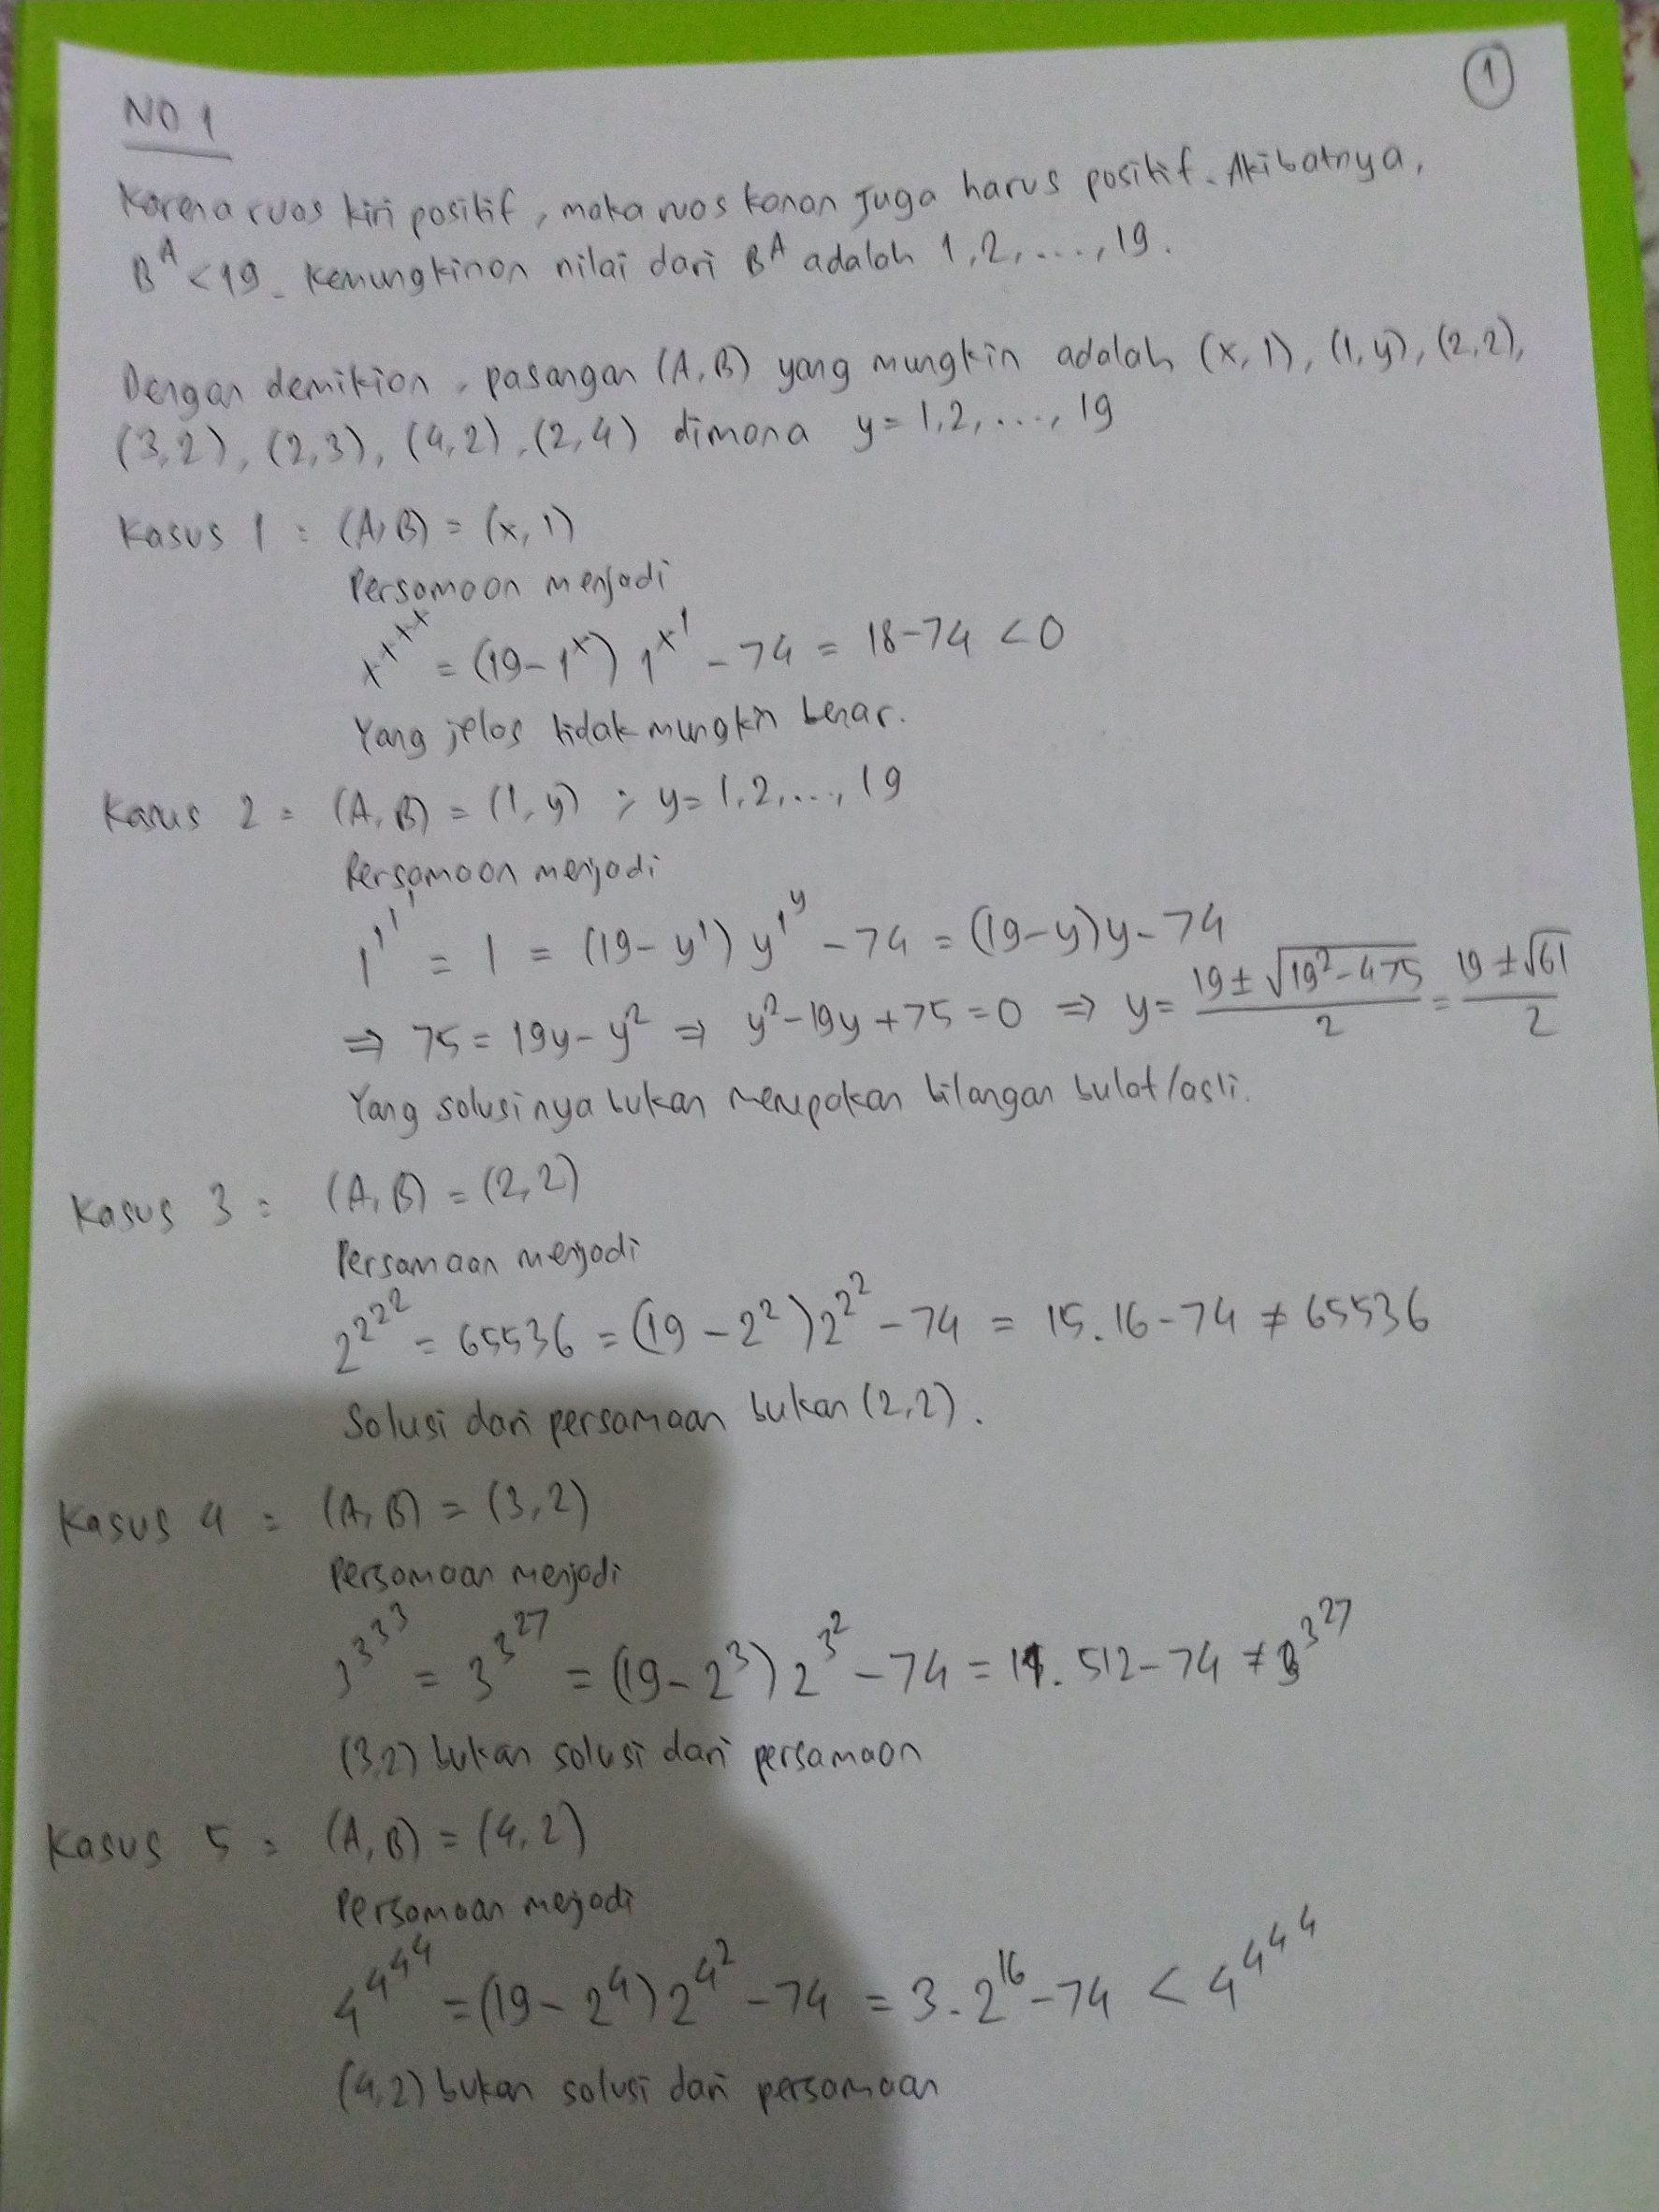 ①
NO 1
Karena ruas kiri positif, maka ruas kanan juga harus positif. Akibatnya,
B^A < 19. Kemungkinan nilai dari B^A adalah 1, 2, ...., 19.
Dengan demikian, pasangan (A, B) yang mungkin adalah (x, 1), (1, y), (2, 2),
(3, 2), (2, 3), (4, 2), (2, 4) dimana y = 1, 2, ...., 19
Kasus 1 : (A, B) = (x, 1)
Persamaan menjadi
x^{x^{x^x}} = (19 - 1^x) 1^{x^1} - 74 = 18 - 74 < 0
Yang jelas tidak mungkin benar.
Kasus 2 = (A, B) = (1, y) ; y = 1, 2, ...., 19
Persamaan menjadi
1^{1^{1^1}} = 1 = (19 - y^1) y^{1^y} - 74 = (19 - y)y - 74
⇒ 75 = 19y - y^2 ⇒ y^2 - 19y + 75 = 0 ⇒ y = \frac{19 ± \sqrt{19^2 - 4.75}}{2} = \frac{19 ± \sqrt{61}}{2}
Yang solusinya bukan merupakan bilangan bulat/asli.
Kasus 3 = (A, B) = (2, 2)
Persamaan menjadi
2^{2^{2^2}} = 65536 = (19 - 2^2) 2^{2^2} - 74 = 15 . 16 - 74 ≠ 65536
Solusi dari persamaan bukan (2, 2).
Kasus 4 = (A, B) = (3, 2)
Persamaan menjadi
3^{3^{3^3}} = 3^{3^{27}} = (19 - 2^3) 2^{3^2} - 74 = 11 . 512 - 74 ≠ 3^{3^{27}}
(3, 2) bukan solusi dari persamaan
Kasus 5 = (A, B) = (4, 2)
Persamaan menjadi
4^{4^{4^4}} = (19 - 2^4) 2^{4^2} - 74 = 3 . 2^{16} - 74 < 4^{4^{4^4}}
(4, 2) bukan solusi dari persamaan